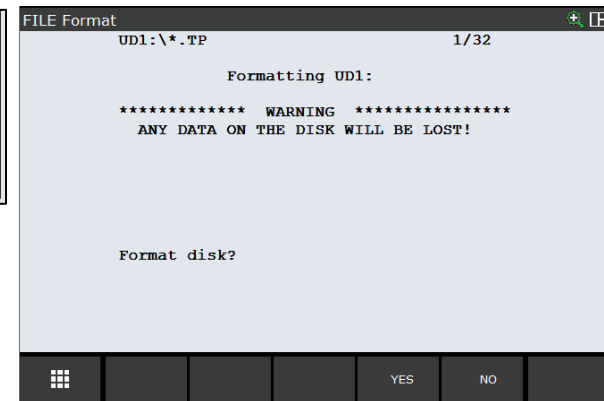 FILE Format
UD1:\*.TP 1/32
Formatting UD1:
************* WARNING ****************
ANY DATA ON THE DISK WILL BE LOST!
Format disk?
YES NO